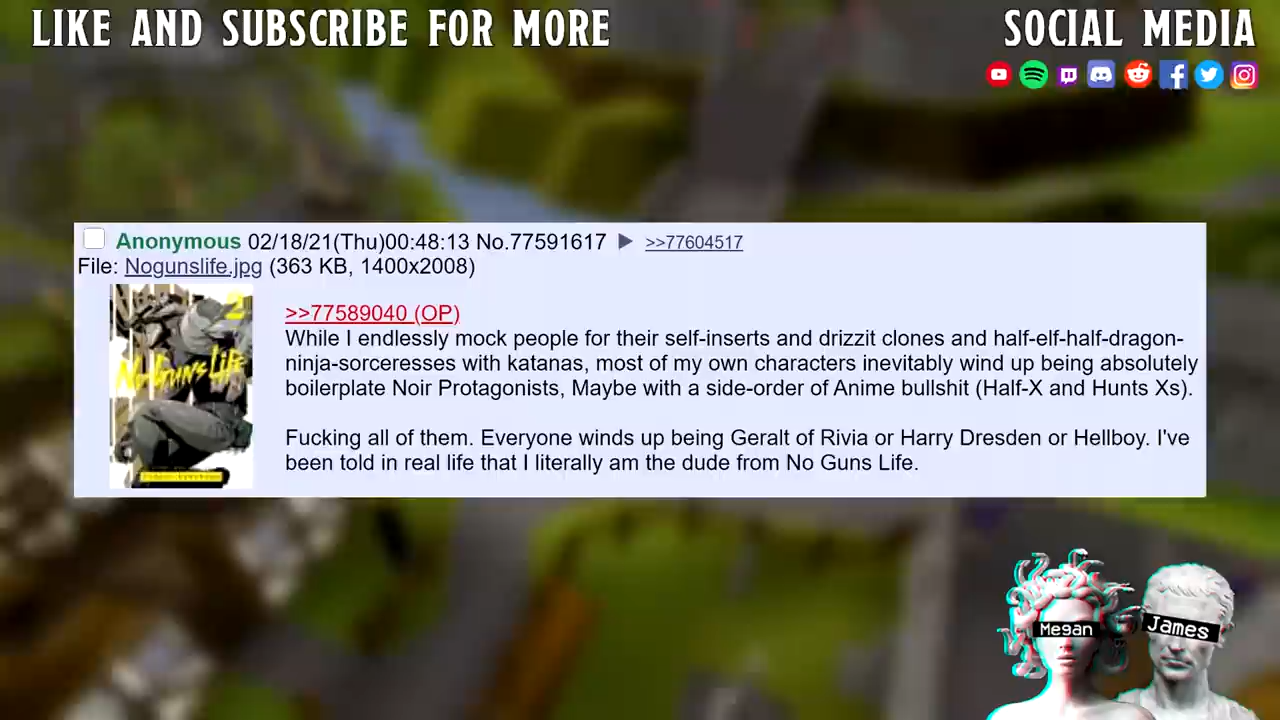 LIKE AND SUBSCRIBE FOR MORE
SOCIAL MEDIA
Anonymous 02/18/21(Thu)00:48:13 No.77591617 ▶ >>77604517
File: Nogunslife.jpg (363 KB, 1400x2008)
2
No Guns Life
>>77589040 (OP)
While I endlessly mock people for their self-inserts and drizzit clones and half-elf-half-dragon-
ninja-sorceresses with katanas, most of my own characters inevitably wind up being absolutely
boilerplate Noir Protagonists, Maybe with a side-order of Anime bullshit (Half-X and Hunts Xs).
Fucking all of them. Everyone winds up being Geralt of Rivia or Harry Dresden or Hellboy. I've
been told in real life that I literally am the dude from No Guns Life.
Megan
James